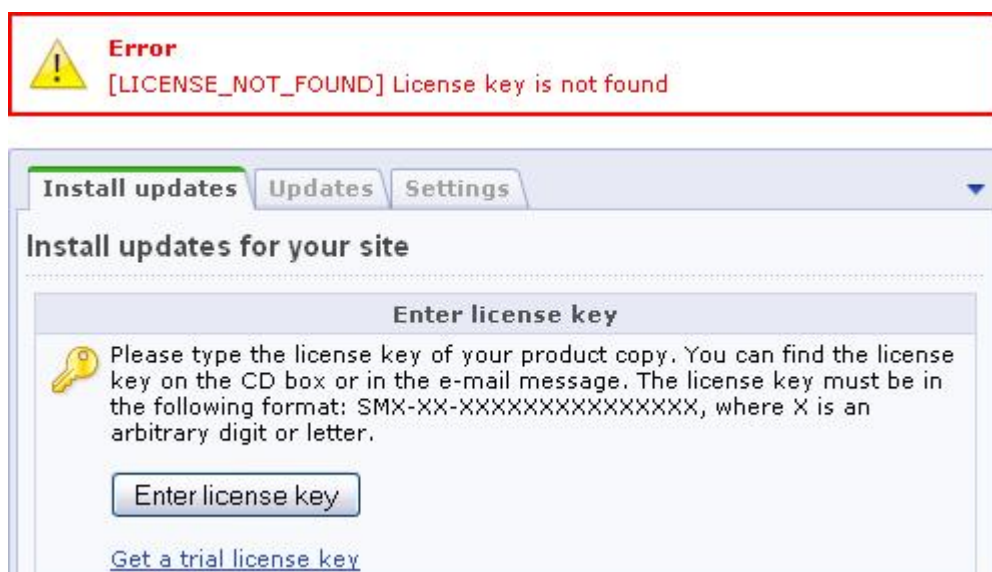 Error
[LICENSE_NOT_FOUND] License key is not found
Install updates Updates Settings
Install updates for your site
Enter license key
Please type the license key of your product copy. You can find the license
key on the CD box or in the e-mail message. The license key must be in
the following format: SMX-XX-XXXXXXXXXXXXXXX, where X is an
arbitrary digit or letter.
Enter license key
Get a trial license key